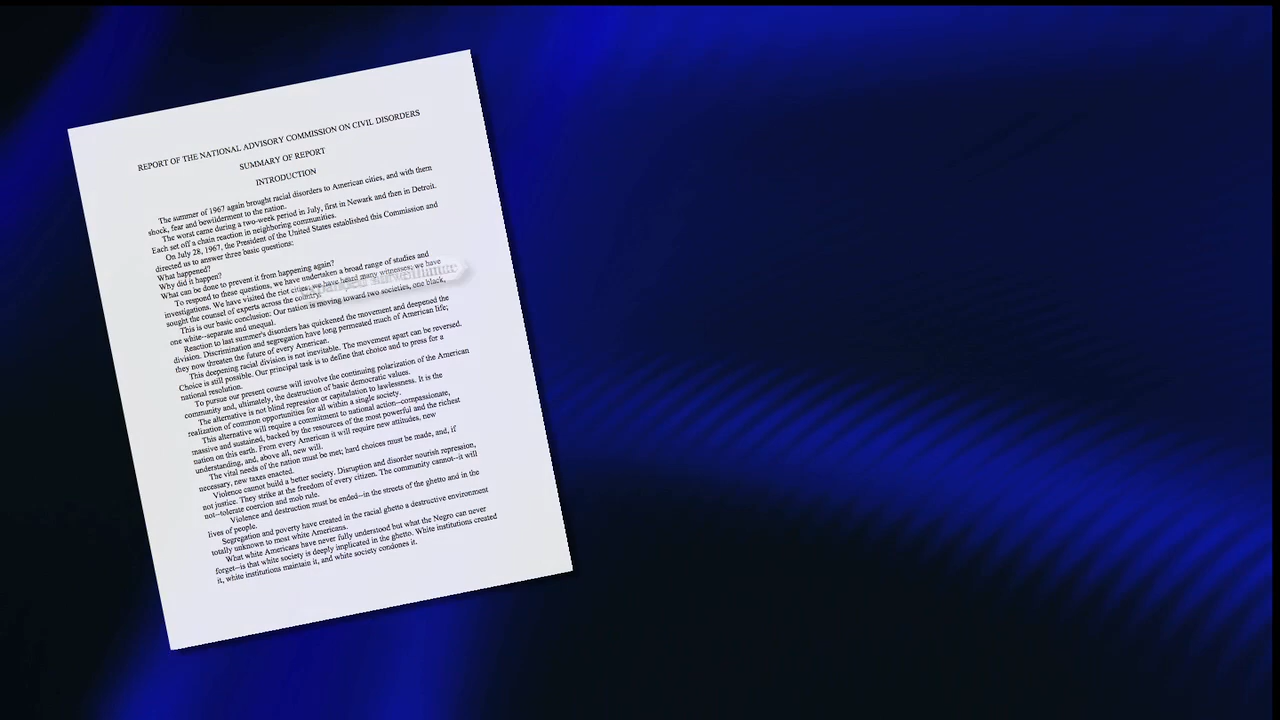 REPORT OF THE NATIONAL ADVISORY COMMISSION ON CIVIL DISORDERS
SUMMARY OF REPORT
INTRODUCTION
The summer of 1967 again brought racial disorders to American cities, and with them
shock, fear and bewilderment to the nation.
The worst came during a two-week period in July, first in Newark and then in Detroit.
Each set off a chain reaction in neighboring communities.
On July 28, 1967, the President of the United States established this Commission and
directed us to answer three basic questions:
What happened?
Why did it happen?
What can be done to prevent it from happening again?
To respond to these questions, we have undertaken a broad range of studies and
investigations. We have visited the riot cities; we have heard many witnesses; we have
sought the counsel of experts across the country.
This is our basic conclusion: Our nation is moving toward two societies, one black,
one white--separate and unequal.
Reaction to last summer's disorders has quickened the movement and deepened the
division. Discrimination and segregation have long permeated much of American life;
they now threaten the future of every American.
This deepening racial division is not inevitable. The movement apart can be reversed.
Choice is still possible. Our principal task is to define that choice and to press for a
national resolution.
To pursue our present course will involve the continuing polarization of the American
community and, ultimately, the destruction of basic democratic values.
The alternative is not blind repression or capitulation to lawlessness. It is the
realization of common opportunities for all within a single society.
This alternative will require a commitment to national action--compassionate,
massive and sustained, backed by the resources of the most powerful and the richest
nation on this earth. From every American it will require new attitudes, new
understanding, and, above all, new will.
The vital needs of the nation must be met; hard choices must be made, and, if
necessary, new taxes enacted.
Violence cannot build a better society. Disruption and disorder nourish repression,
not justice. They strike at the freedom of every citizen. The community cannot--it will
not--tolerate coercion and mob rule.
Violence and destruction must be ended--in the streets of the ghetto and in the
lives of people.
Segregation and poverty have created in the racial ghetto a destructive environment
totally unknown to most white Americans.
What white Americans have never fully understood but what the Negro can never
forget--is that white society is deeply implicated in the ghetto. White institutions created
it, white institutions maintain it, and white society condones it.